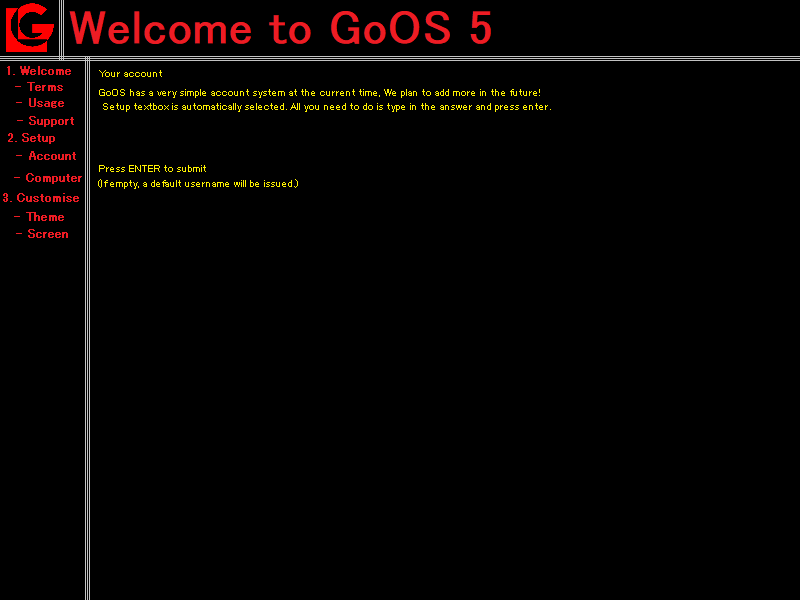 G
Welcome to GoOS 5
1. Welcome
- Terms
- Usage
- Support
2. Setup
- Account
- Computer
3. Customise
- Theme
- Screen
Your account
GoOS has a very simple account system at the current time, We plan to add more in the future!
Setup textbox is automatically selected. All you need to do is type in the answer and press enter.
Press ENTER to submit
(If empty, a default username will be issued.)